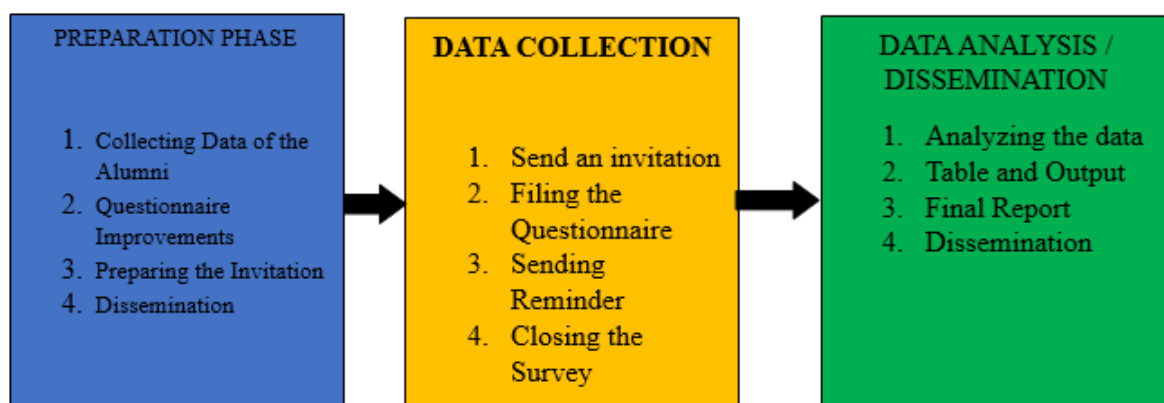 PREPARATION PHASE
1. Collecting Data of the
Alumni
2. Questionnaire
Improvements
3. Preparing the Invitation
4. Dissemination
DATA COLLECTION
1. Send an invitation
2. Filing the
Questionnaire
3. Sending
Reminder
4. Closing the
Survey
DATA ANALYSIS /
DISSEMINATION
1. Analyzing the data
2. Table and Output
3. Final Report
4. Dissemination